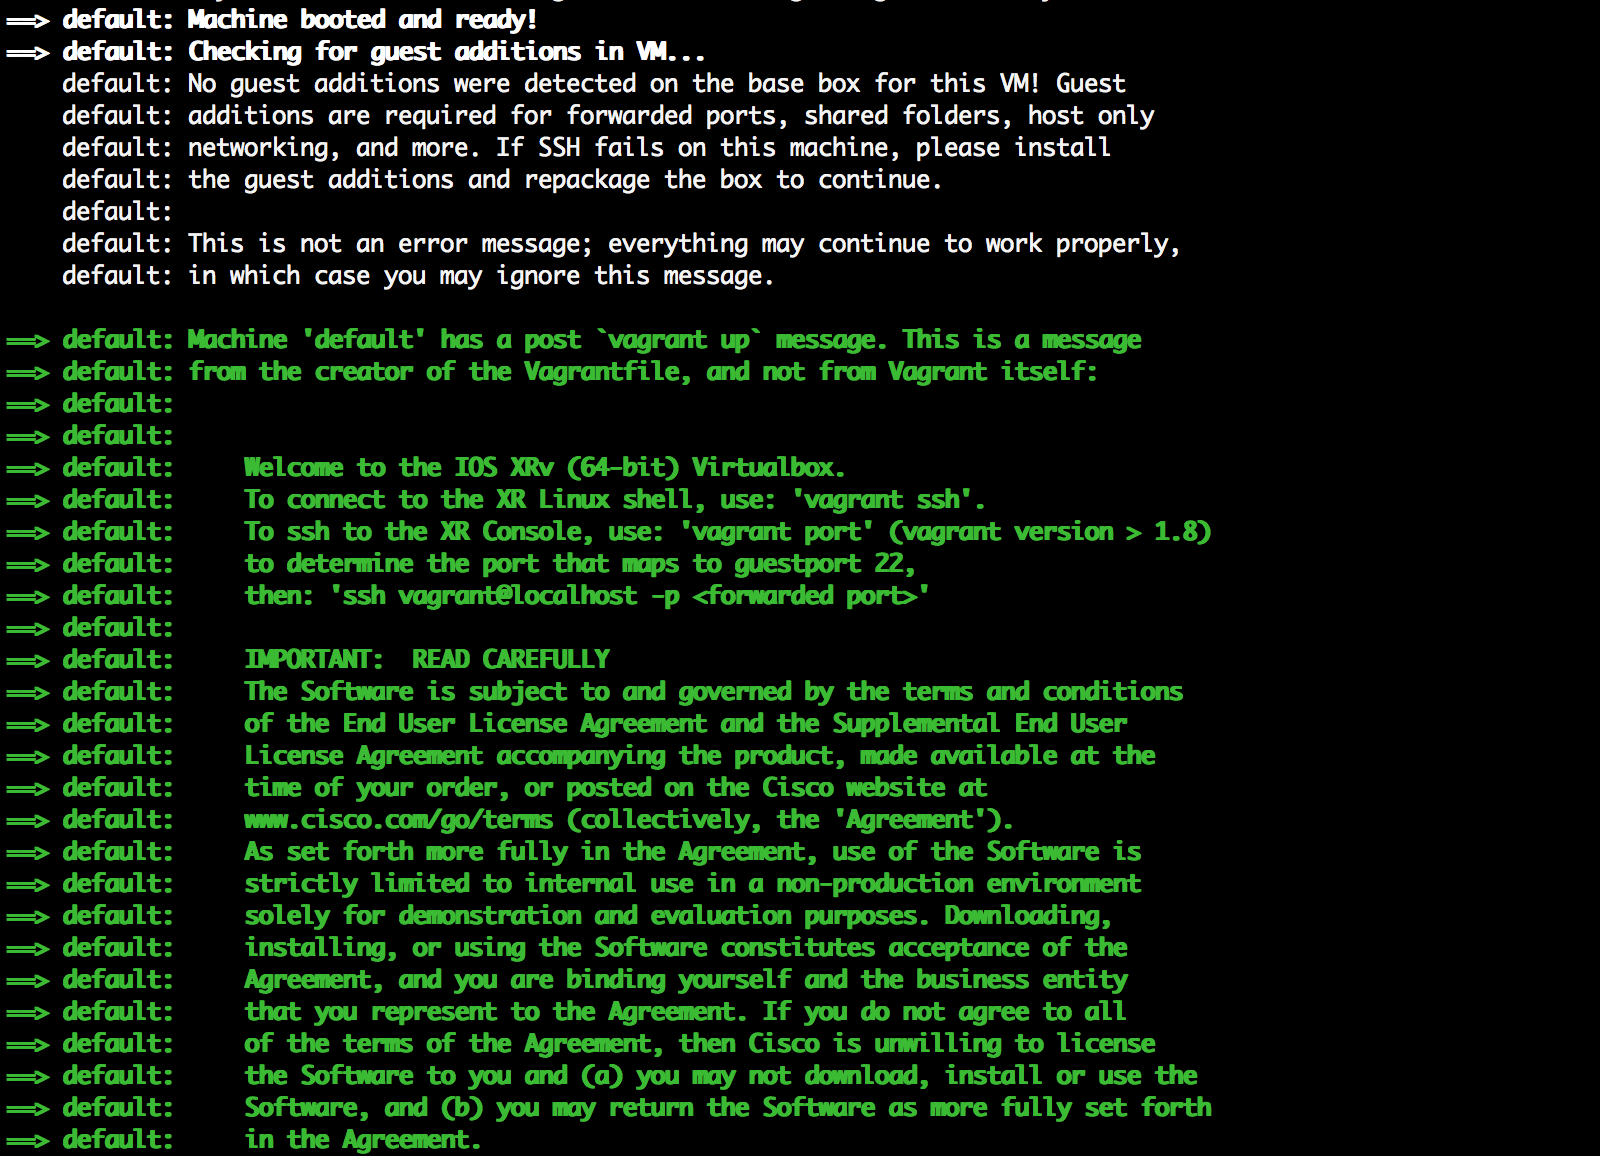 ==> default: Machine booted and ready!
==> default: Checking for guest additions in VM...
    default: No guest additions were detected on the base box for this VM! Guest
    default: additions are required for forwarded ports, shared folders, host only
    default: networking, and more. If SSH fails on this machine, please install
    default: the guest additions and repackage the box to continue.
    default:
    default: This is not an error message; everything may continue to work properly,
    default: in which case you may ignore this message.

==> default: Machine 'default' has a post `vagrant up` message. This is a message
==> default: from the creator of the Vagrantfile, and not from Vagrant itself:
==> default:
==> default:
==> default:     Welcome to the IOS XRv (64-bit) Virtualbox.
==> default:     To connect to the XR Linux shell, use: 'vagrant ssh'.
==> default:     To ssh to the XR Console, use: 'vagrant port' (vagrant version > 1.8)
==> default:     to determine the port that maps to guestport 22,
==> default:     then: 'ssh vagrant@localhost -p <forwarded port>'
==> default:
==> default:     IMPORTANT:  READ CAREFULLY
==> default:     The Software is subject to and governed by the terms and conditions
==> default:     of the End User License Agreement and the Supplemental End User
==> default:     License Agreement accompanying the product, made available at the
==> default:     time of your order, or posted on the Cisco website at
==> default:     www.cisco.com/go/terms (collectively, the 'Agreement').
==> default:     As set forth more fully in the Agreement, use of the Software is
==> default:     strictly limited to internal use in a non-production environment
==> default:     solely for demonstration and evaluation purposes. Downloading,
==> default:     installing, or using the Software constitutes acceptance of the
==> default:     Agreement, and you are binding yourself and the business entity
==> default:     that you represent to the Agreement. If you do not agree to all
==> default:     of the terms of the Agreement, then Cisco is unwilling to license
==> default:     the Software to you and (a) you may not download, install or use the
==> default:     Software, and (b) you may return the Software as more fully set forth
==> default:     in the Agreement.